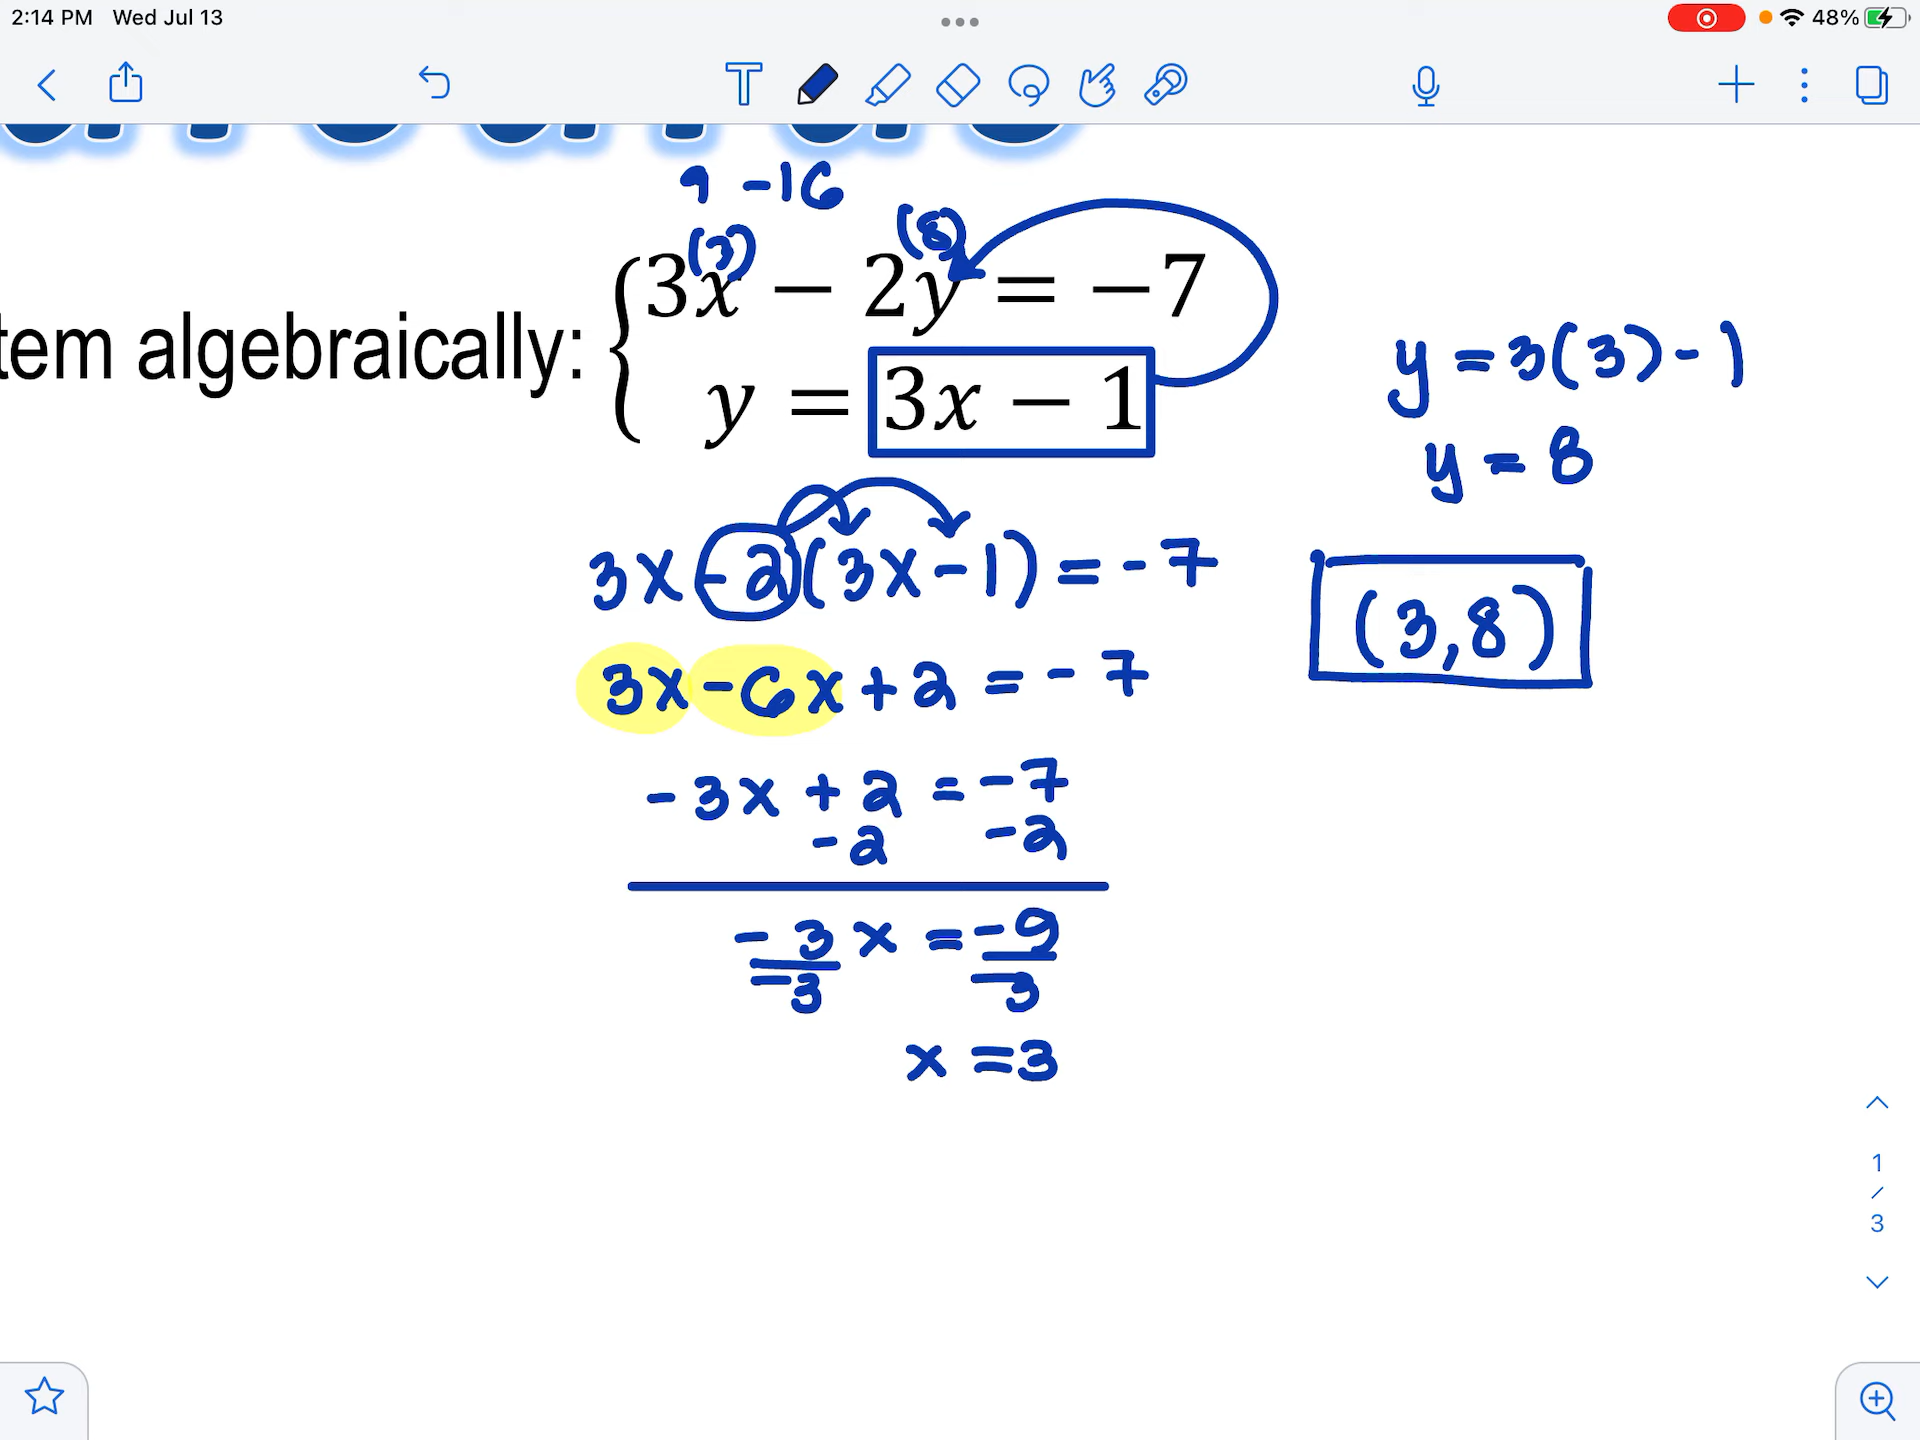 2:14 PM Wed Jul 13
48%
9 -16
(3) (8)
3x − 2y = −7
tem algebraically:
y = 3x − 1
y = 3(3) - 1
y = 8
3x - 2(3x - 1) = -7
(3,8)
3x - 6x + 2 = -7
-3x + 2 = -7
-2 -2
-3x = -9
-3 -3
x = 3
1
/
3